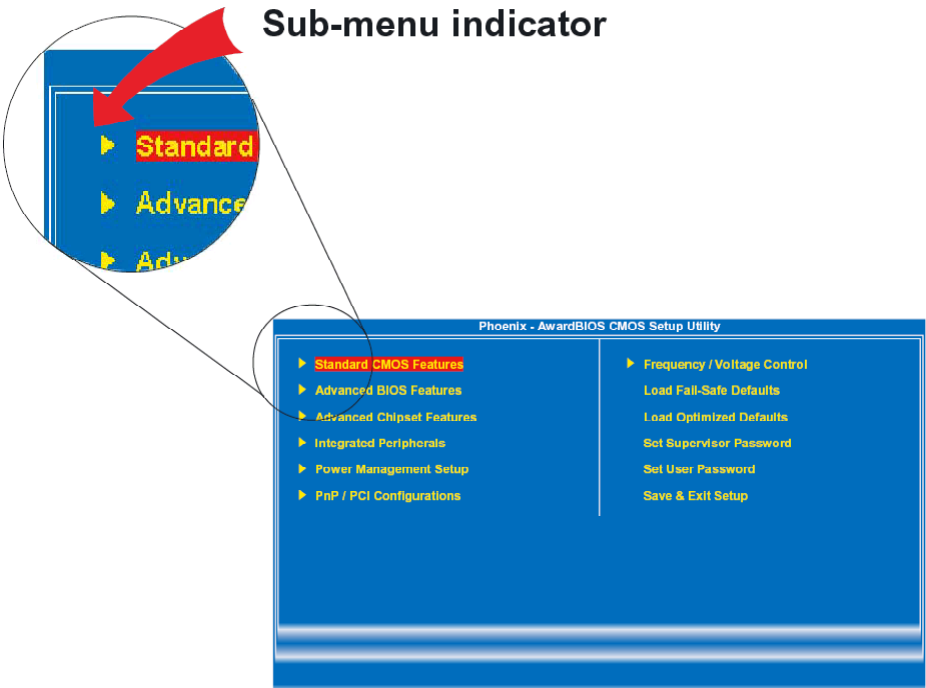 Sub-menu indicator
Standard
Advance
Adv
Phoenix - AwardBIOS CMOS Setup Utility
Standard CMOS Features
Advanced BIOS Features
Advanced Chipset Features
Integrated Peripherals
Power Management Setup
PnP / PCI Configurations
Frequency / Voltage Control
Load Fail-Safe Defaults
Load Optimized Defaults
Set Supervisor Password
Set User Password
Save & Exit Setup